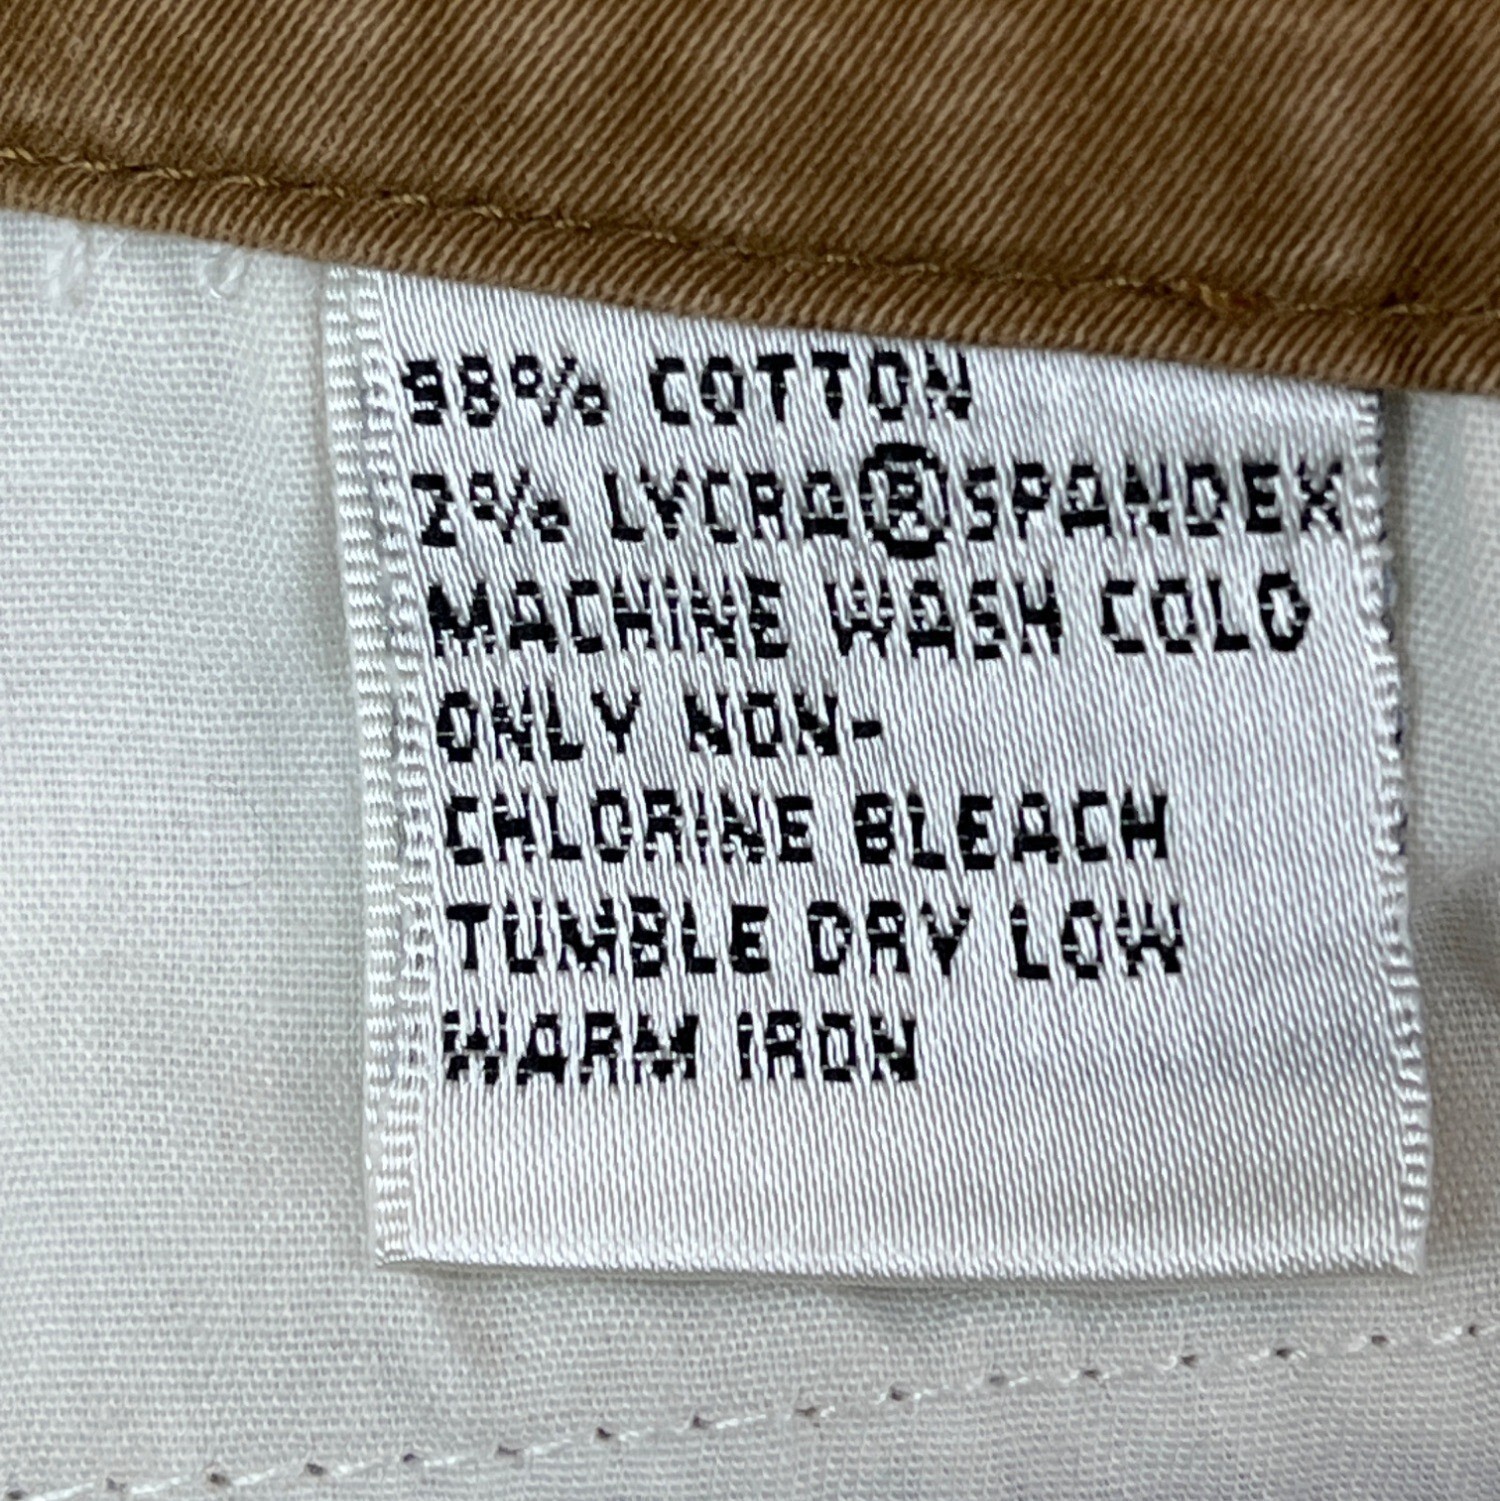 98% COTTON
2% LYCRA®SPANDEX
MACHINE WASH COLD
ONLY NON-
CHLORINE BLEACH
TUMBLE DRY LOW
WARM IRON